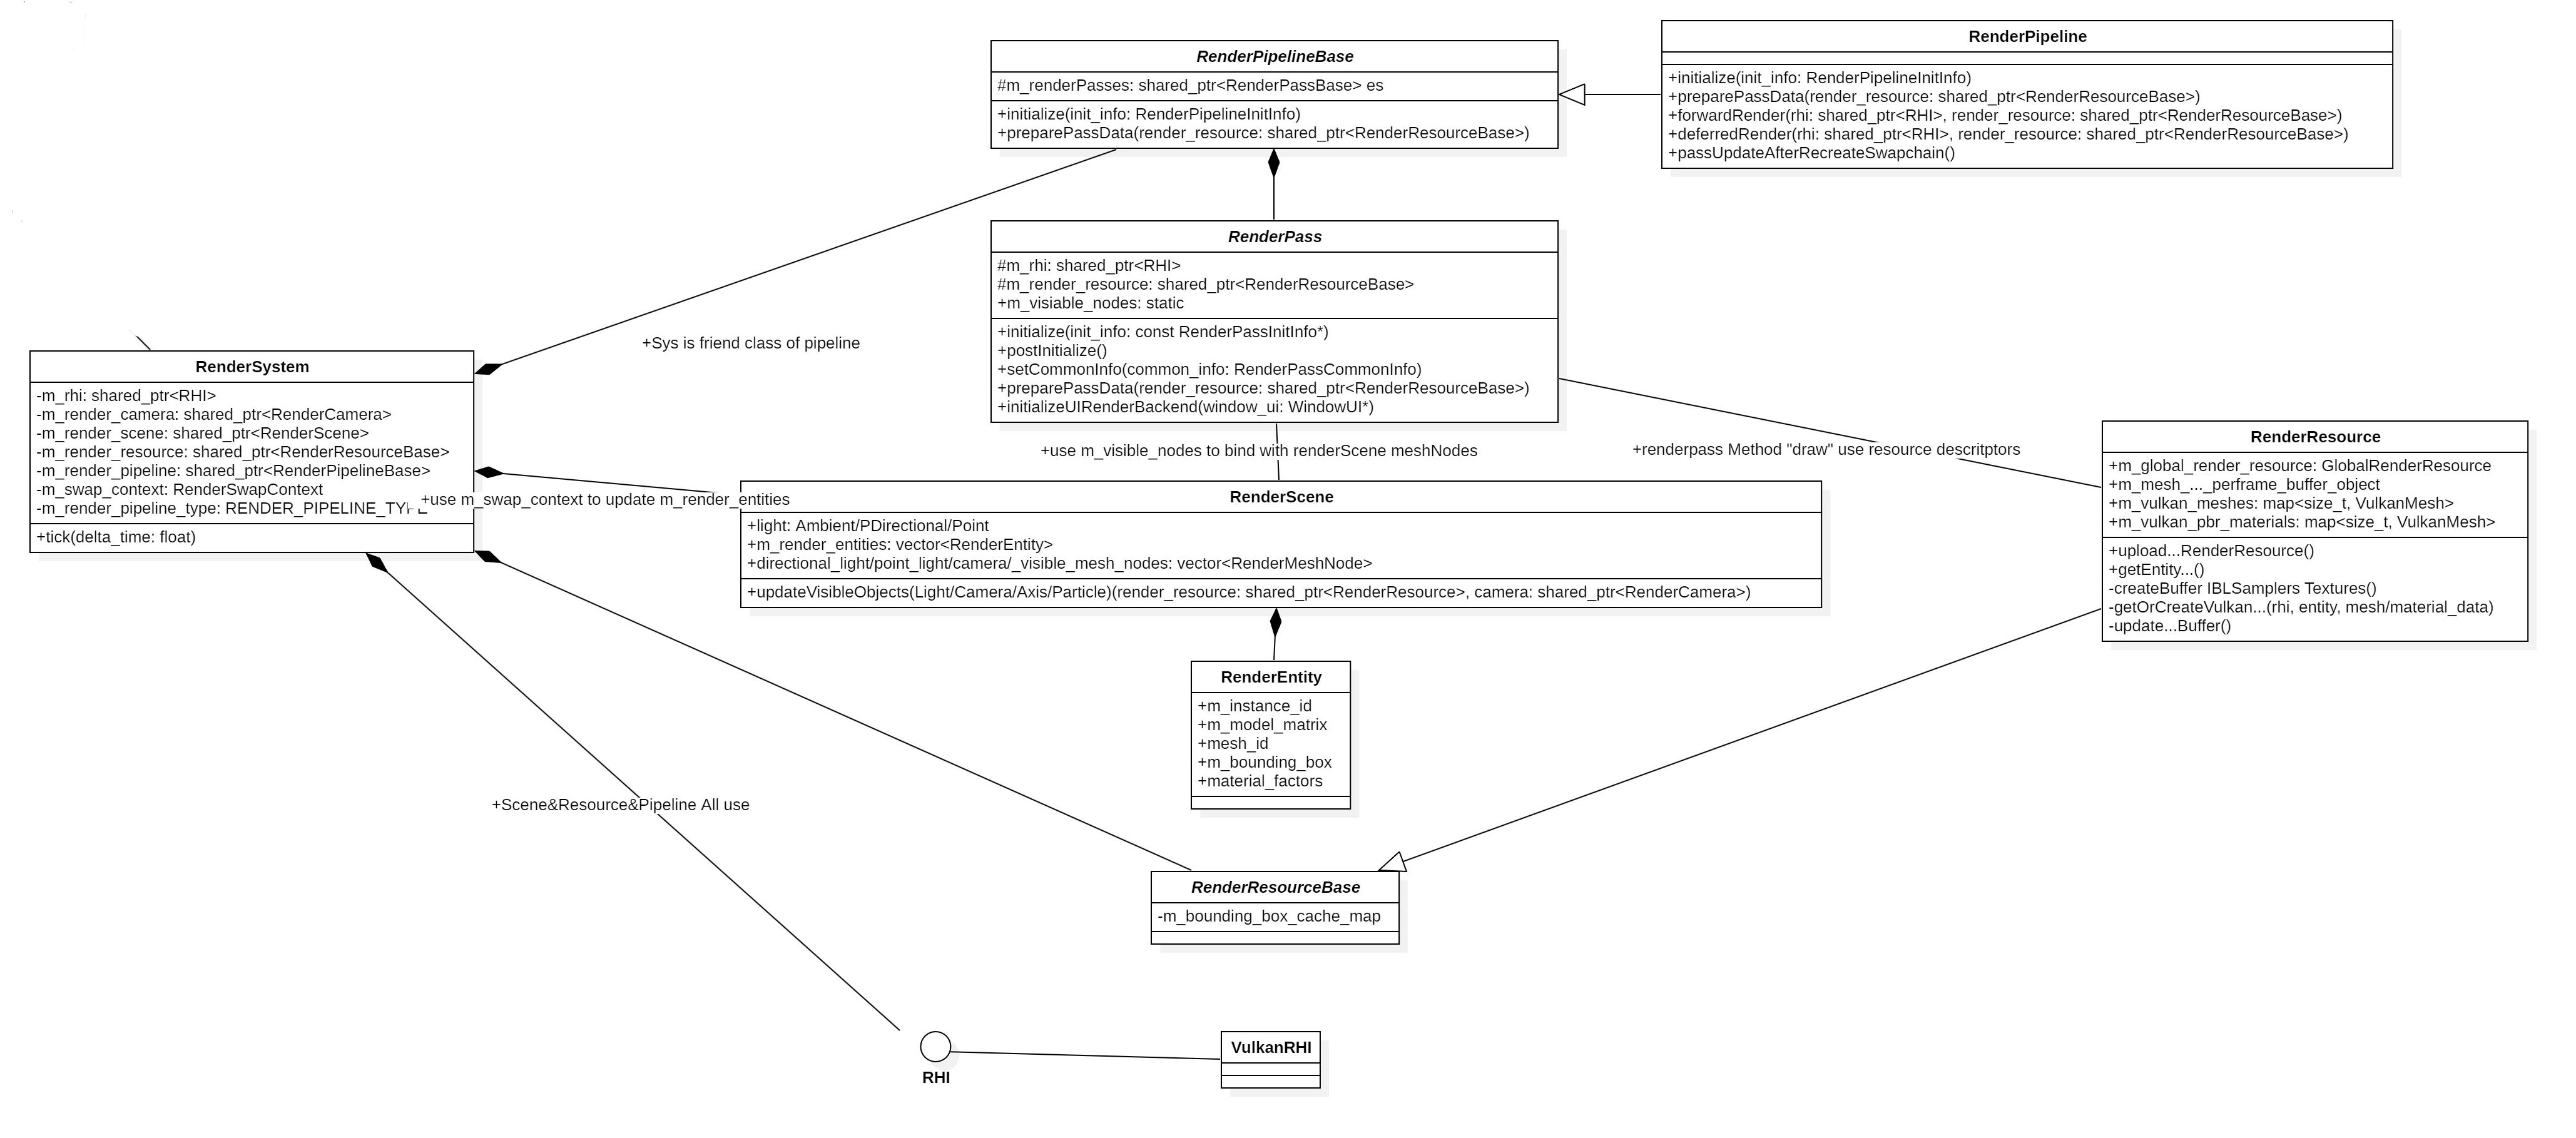 RenderPipelineBase
#m_renderPasses: shared_ptr<RenderPassBase> es
+initialize(init_info: RenderPipelineInitInfo)
+preparePassData(render_resource: shared_ptr<RenderResourceBase>)
RenderPipeline
+initialize(init_info: RenderPipelineInitInfo)
+preparePassData(render_resource: shared_ptr<RenderResourceBase>)
+forwardRender(rhi: shared_ptr<RHI>, render_resource: shared_ptr<RenderResourceBase>)
+deferredRender(rhi: shared_ptr<RHI>, render_resource: shared_ptr<RenderResourceBase>)
+passUpdateAfterRecreateSwapchain()
RenderPass
#m_rhi: shared_ptr<RHI>
#m_render_resource: shared_ptr<RenderResourceBase>
+m_visiable_nodes: static
+initialize(init_info: const RenderPassInitInfo*)
+postInitialize()
+setCommonInfo(common_info: RenderPassCommonInfo)
+preparePassData(render_resource: shared_ptr<RenderResourceBase>)
+initializeUIRenderBackend(window_ui: WindowUI*)
+Sys is friend class of pipeline
RenderSystem
-m_rhi: shared_ptr<RHI>
-m_render_camera: shared_ptr<RenderCamera>
-m_render_scene: shared_ptr<RenderScene>
-m_render_resource: shared_ptr<RenderResourceBase>
-m_render_pipeline: shared_ptr<RenderPipelineBase>
-m_swap_context: RenderSwapContext
-m_render_pipeline_type: RENDER_PIPELINE_TYPE
+tick(delta_time: float)
+use m_swap_context to update m_render_entities
+use m_visible_nodes to bind with renderScene meshNodes
+renderpass Method "draw" use resource descritptors
RenderResource
+m_global_render_resource: GlobalRenderResource
+m_mesh_..._perframe_buffer_object
+m_vulkan_meshes: map<size_t, VulkanMesh>
+m_vulkan_pbr_materials: map<size_t, VulkanMesh>
+upload...RenderResource()
+getEntity...()
-createBuffer IBLSamplers Textures()
-getOrCreateVulkan...(rhi, entity, mesh/material_data)
-update...Buffer()
RenderScene
+light: Ambient/PDirectional/Point
+m_render_entities: vector<RenderEntity>
+directional_light/point_light/camera/_visible_mesh_nodes: vector<RenderMeshNode>
+updateVisibleObjects(Light/Camera/Axis/Particle)(render_resource: shared_ptr<RenderResource>, camera: shared_ptr<RenderCamera>)
RenderEntity
+m_instance_id
+m_model_matrix
+mesh_id
+m_bounding_box
+material_factors
+Scene&Resource&Pipeline All use
RenderResourceBase
-m_bounding_box_cache_map
RHI
VulkanRHI